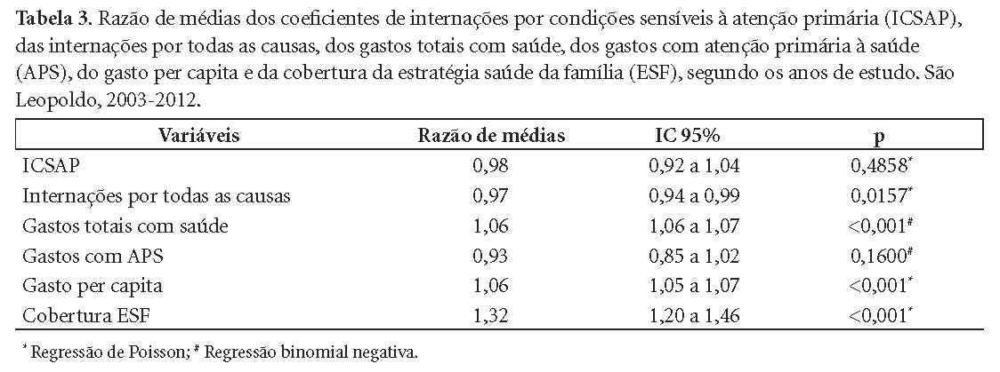 Tabela 3. Razão de médias dos coeficientes de internações por condições sensíveis à atenção primária (ICSAP),
das internações por todas as causas, dos gastos totais com saúde, dos gastos com atenção primária à saúde
(APS), do gasto per capita e da cobertura da estratégia saúde da família (ESF), segundo os anos de estudo. São
Leopoldo, 2003-2012.
Variáveis Razão de médias IC 95% p
ICSAP 0,98 0,92 a 1,04 0,4858*
Internações por todas as causas 0,97 0,94 a 0,99 0,0157*
Gastos totais com saúde 1,06 1,06 a 1,07 <0,001#
Gastos com APS 0,93 0,85 a 1,02 0,1600#
Gasto per capita 1,06 1,05 a 1,07 <0,001*
Cobertura ESF 1,32 1,20 a 1,46 <0,001*
* Regressão de Poisson; # Regressão binomial negativa.